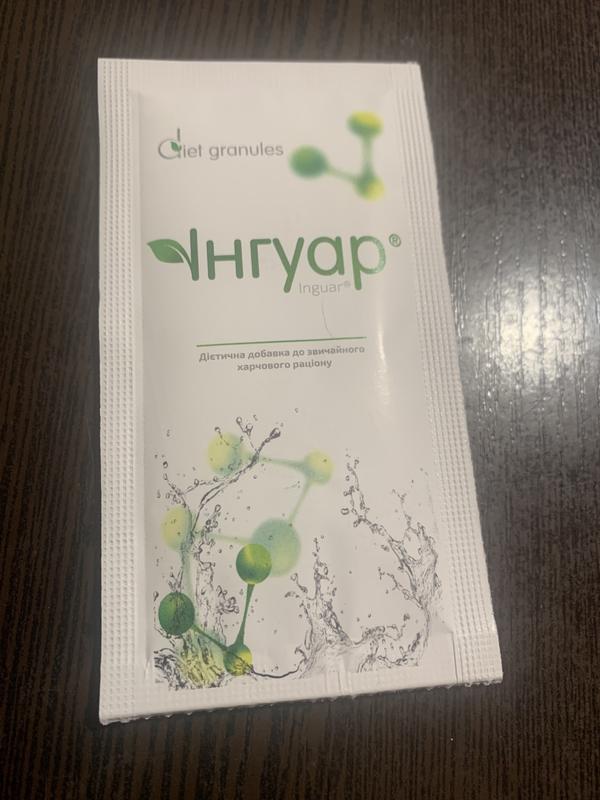 diet granules
Інгуар®
Inguar®
Дієтична добавка до звичайного
харчового раціону